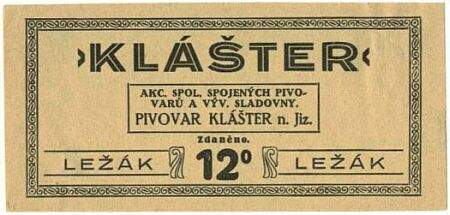 KLÁŠTER
AKC. SPOL. SPOJENÝCH PIVO-
VARŮ A VÝV. SLADOVNY.
PIVOVAR KLÁŠTER n. Jiz.
Zdaněno.
LEŽÁK 12° LEŽÁK